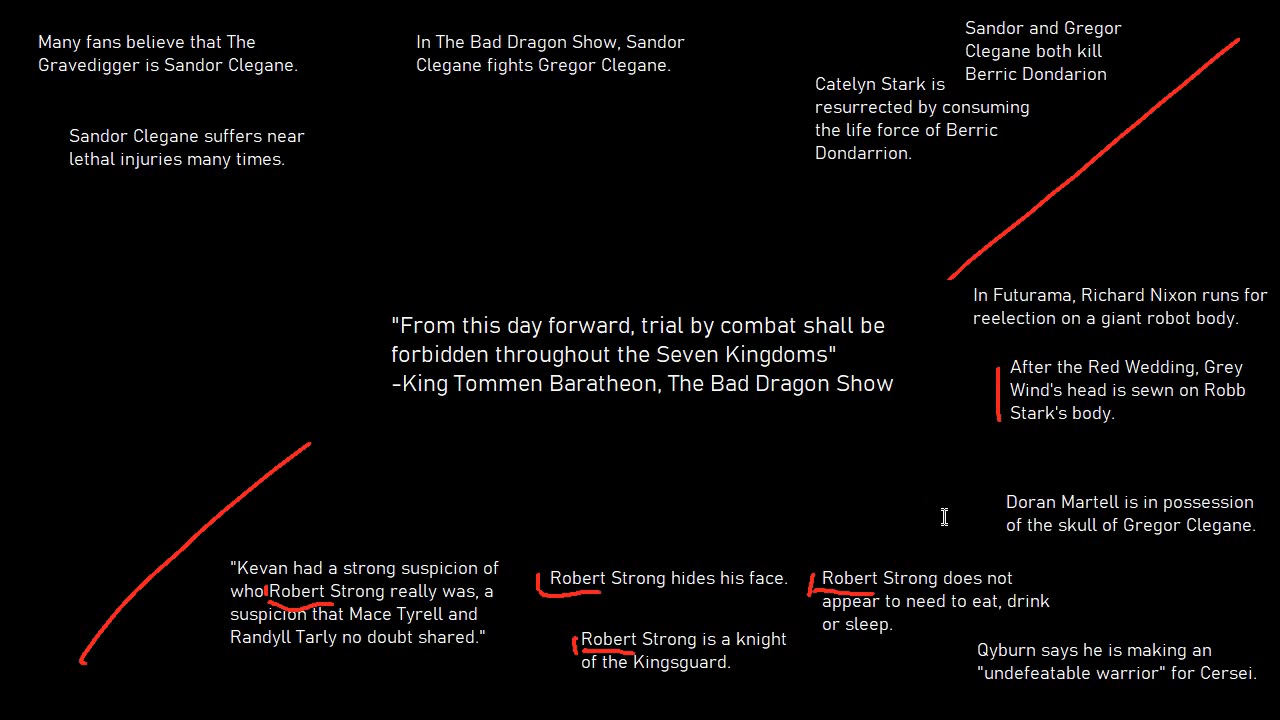 Many fans believe that The
Gravedigger is Sandor Clegane.
In The Bad Dragon Show, Sandor
Clegane fights Gregor Clegane.
Sandor and Gregor
Clegane both kill
Berric Dondarion
Catelyn Stark is
resurrected by consuming
the life force of Berric
Dondarrion.
Sandor Clegane suffers near
lethal injuries many times.
In Futurama, Richard Nixon runs for
reelection on a giant robot body.
"From this day forward, trial by combat shall be
forbidden throughout the Seven Kingdoms"
-King Tommen Baratheon, The Bad Dragon Show
After the Red Wedding, Grey
Wind's head is sewn on Robb
Stark's body.
Doran Martell is in possession
of the skull of Gregor Clegane.
"Kevan had a strong suspicion of
who Robert Strong really was, a
suspicion that Mace Tyrell and
Randyll Tarly no doubt shared."
Robert Strong hides his face.
Robert Strong does not
appear to need to eat, drink
or sleep.
Robert Strong is a knight
of the Kingsguard.
Qyburn says he is making an
"undefeatable warrior" for Cersei.